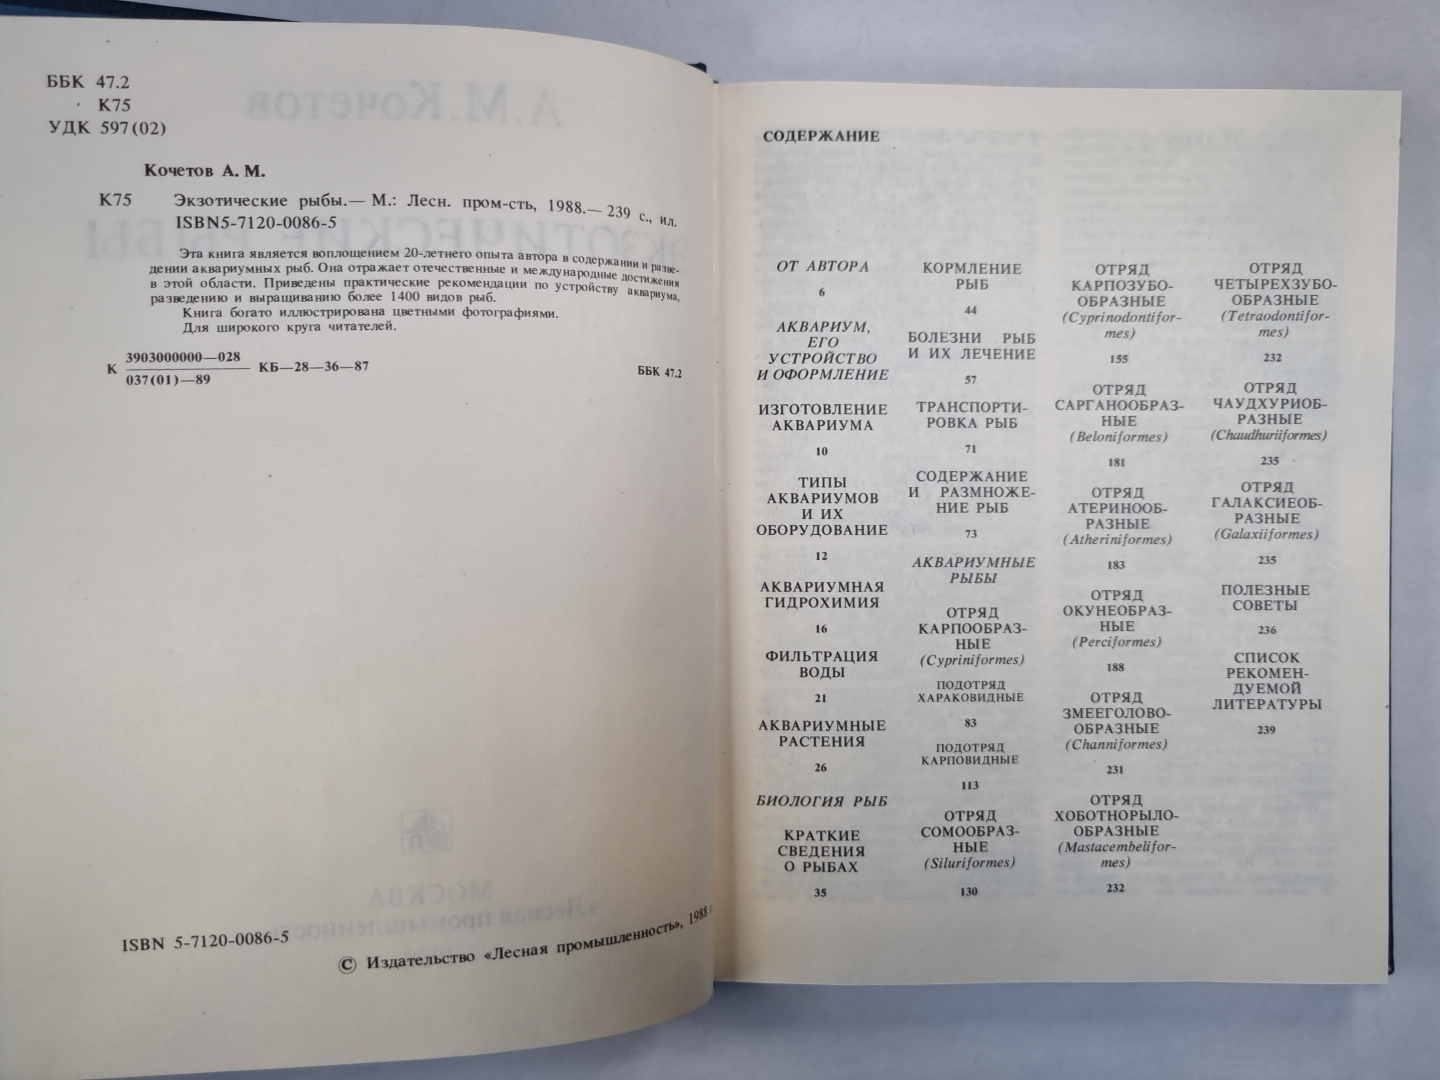 ББК 47.2
К75
УДК 597(02)
Кочетов А. М.
К75 Экзотические рыбы.— М.: Лесн. пром-сть, 1988.— 239 с., ил.
ISBN5-7120-0086-5
Эта книга является воплощением 20-летнего опыта автора в содержании и разве-
дении аквариумных рыб. Она отражает отечественные и международные достижения
в этой области. Приведены практические рекомендации по устройству аквариума,
разведению и выращиванию более 1400 видов рыб.
Книга богато иллюстрирована цветными фотографиями.
Для широкого круга читателей.
К 3903000000—028
037(01)—89
КБ—28—36—87
ББК 47.2
ISBN 5-7120-0086-5
© Издательство «Лесная промышленность», 1988 г
СОДЕРЖАНИЕ
ОТ АВТОРА
6
АКВАРИУМ,
ЕГО
УСТРОЙСТВО
И ОФОРМЛЕНИЕ
ИЗГОТОВЛЕНИЕ
АКВАРИУМА
10
ТИПЫ
АКВАРИУМОВ
И ИХ
ОБОРУДОВАНИЕ
12
АКВАРИУМНАЯ
ГИДРОХИМИЯ
16
ФИЛЬТРАЦИЯ
ВОДЫ
21
АКВАРИУМНЫЕ
РАСТЕНИЯ
26
БИОЛОГИЯ РЫБ
КРАТКИЕ
СВЕДЕНИЯ
О РЫБАХ
35
КОРМЛЕНИЕ
РЫБ
44
БОЛЕЗНИ РЫБ
И ИХ ЛЕЧЕНИЕ
57
ТРАНСПОРТИ-
РОВКА РЫБ
71
СОДЕРЖАНИЕ
И РАЗМНОЖЕ-
НИЕ РЫБ
73
АКВАРИУМНЫЕ
РЫБЫ
ОТРЯД
КАРПООБРАЗ-
НЫЕ
(Cypriniformes)
ПОДОТРЯД
ХАРАКОВИДНЫЕ
83
ПОДОТРЯД
КАРПОВИДНЫЕ
113
ОТРЯД
СОМООБРАЗ-
НЫЕ
(Siluriformes)
130
ОТРЯД
КАРПОЗУБО-
ОБРАЗНЫЕ
(Cyprinodontifor-
mes)
155
ОТРЯД
САРГАНООБРАЗ-
НЫЕ
(Beloniformes)
181
ОТРЯД
АТЕРИНООБ-
РАЗНЫЕ
(Atheriniformes)
183
ОТРЯД
ОКУНЕОБРАЗ-
НЫЕ
(Perciformes)
188
ОТРЯД
ЗМЕЕГОЛОВО-
ОБРАЗНЫЕ
(Channiformes)
231
ОТРЯД
ХОБОТНОРЫЛО-
ОБРАЗНЫЕ
(Mastacembelifor-
mes)
232
ОТРЯД
ЧЕТЫРЕХЗУБО-
ОБРАЗНЫЕ
(Tetraodontifor-
mes)
232
ОТРЯД
ЧАУДХУРИОБ-
РАЗНЫЕ
(Chaudhuriiformes)
235
ОТРЯД
ГАЛАКСИЕОБ-
РАЗНЫЕ
(Galaxiiformes)
235
ПОЛЕЗНЫЕ
СОВЕТЫ
236
СПИСОК
РЕКОМЕН-
ДУЕМОЙ
ЛИТЕРАТУРЫ
239